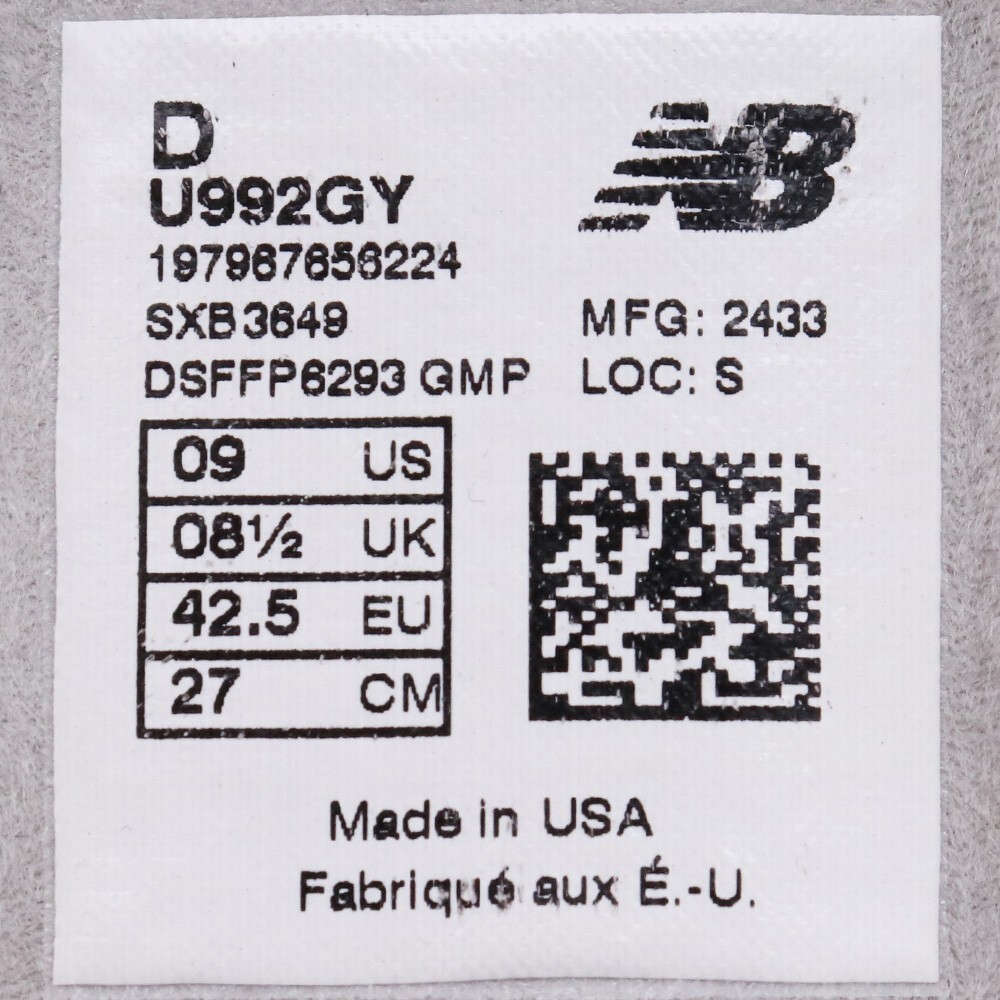 D
NB
U992GY
197967656224
SXB3649
MFG: 2433
DSFFP6293 GMP
LOC: S
09 US
08½ UK
42.5 EU
27 CM
Made in USA
Fabriqué aux É.-U.